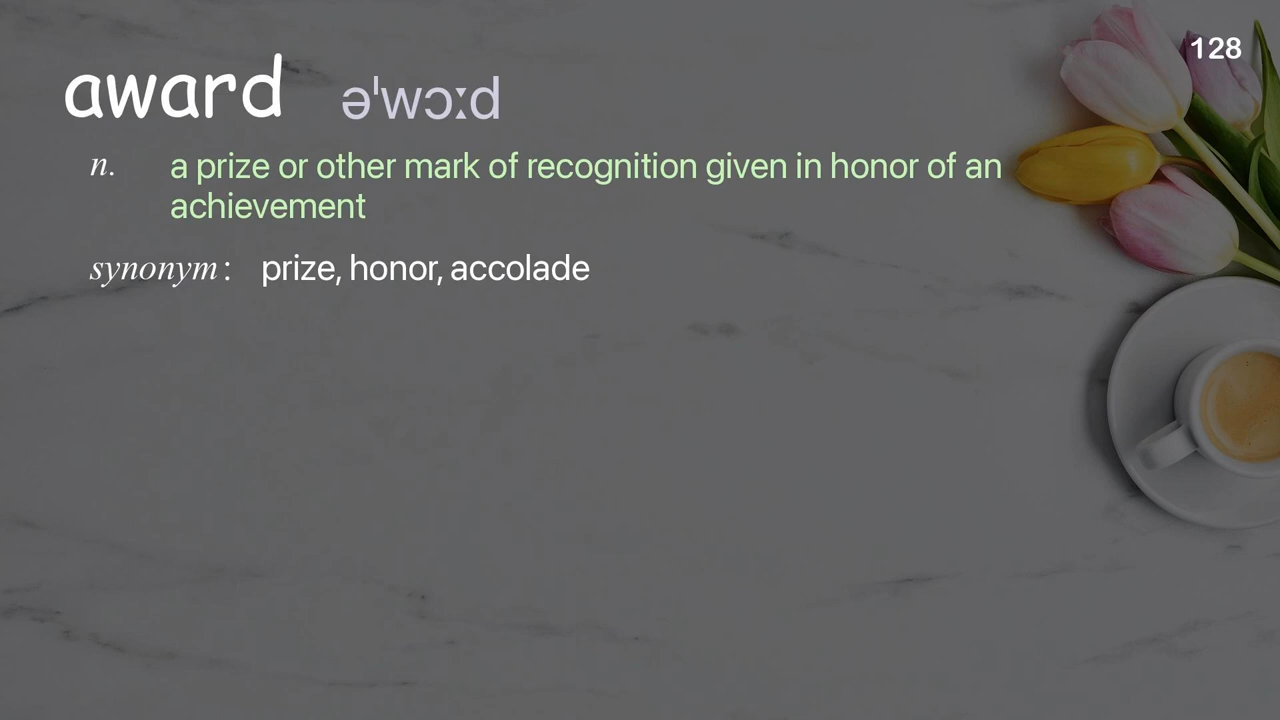 128
award əˈwɔːd
n. a prize or other mark of recognition given in honor of an
achievement
synonym: prize, honor, accolade